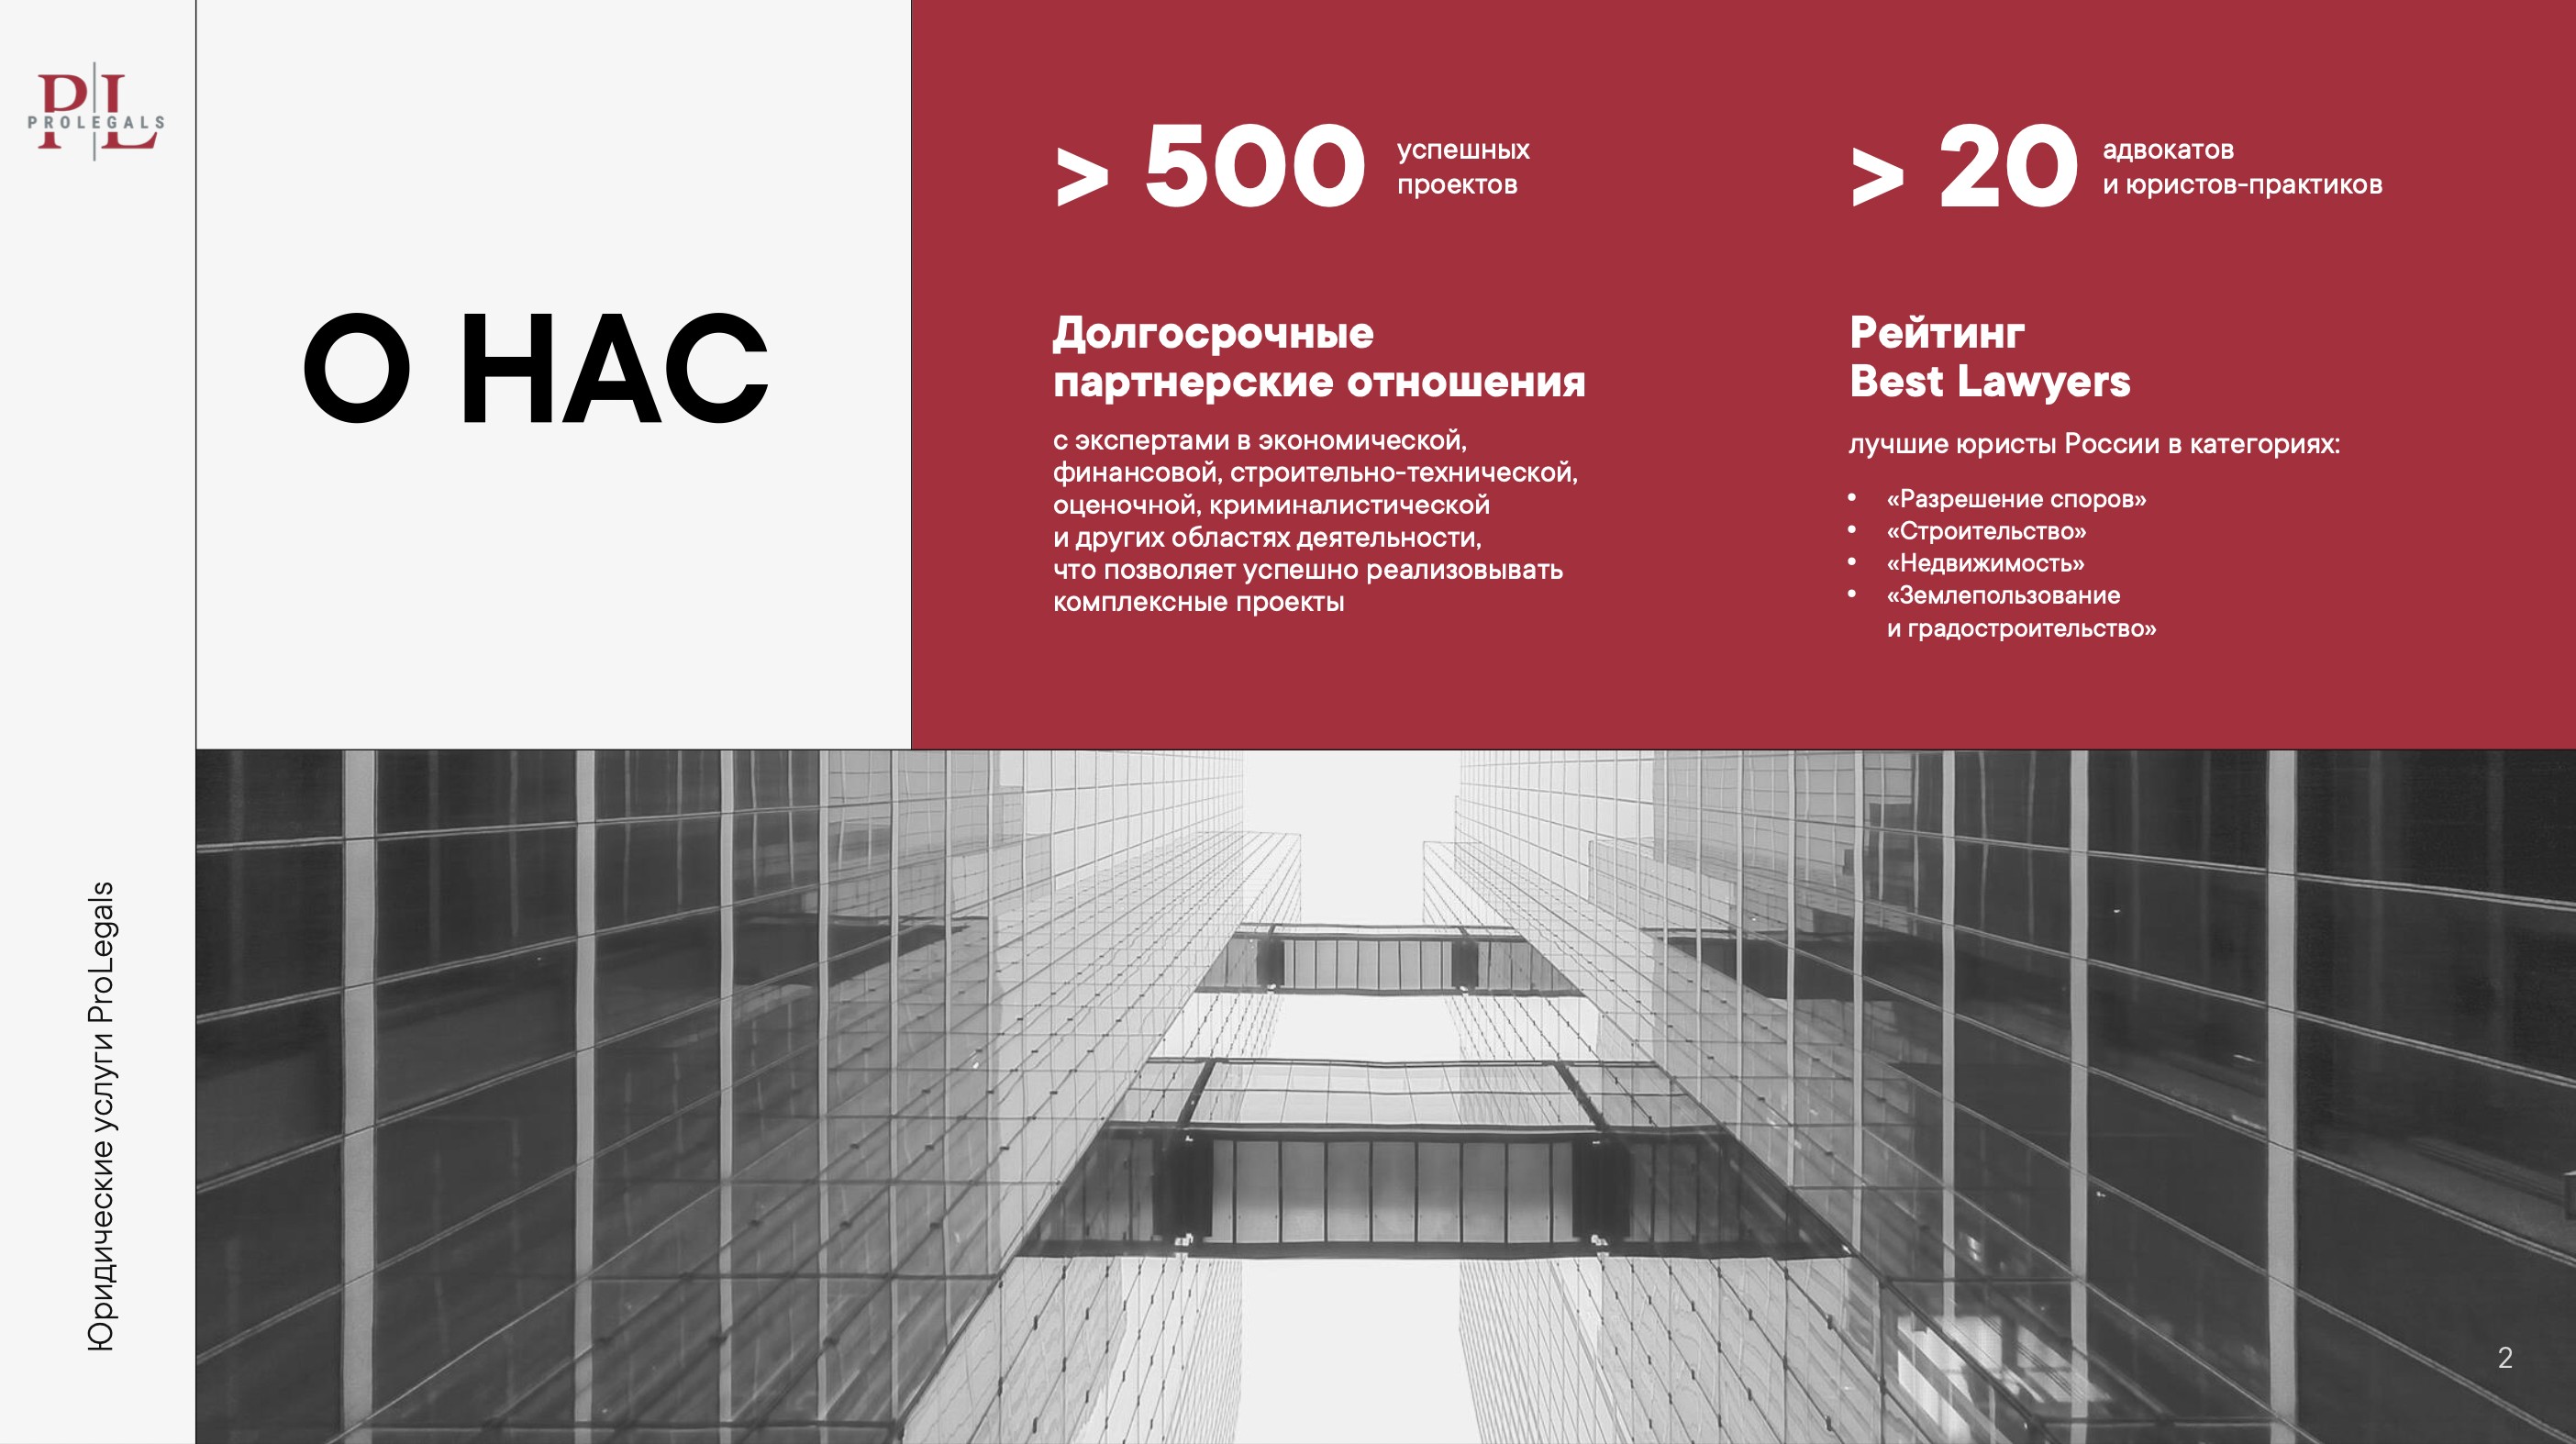 PL
PROLEGALS
О НАС
> 500
успешных
проектов
> 20
адвокатов
и юристов-практиков
Долгосрочные
партнерские отношения
с экспертами в экономической,
финансовой, строительно-технической,
оценочной, криминалистической
и других областях деятельности,
что позволяет успешно реализовывать
комплексные проекты
Рейтинг
Best Lawyers
лучшие юристы России в категориях:
• «Разрешение споров»
• «Строительство»
• «Недвижимость»
• «Землепользование
и градостроительство»
Юридические услуги ProLegals
2